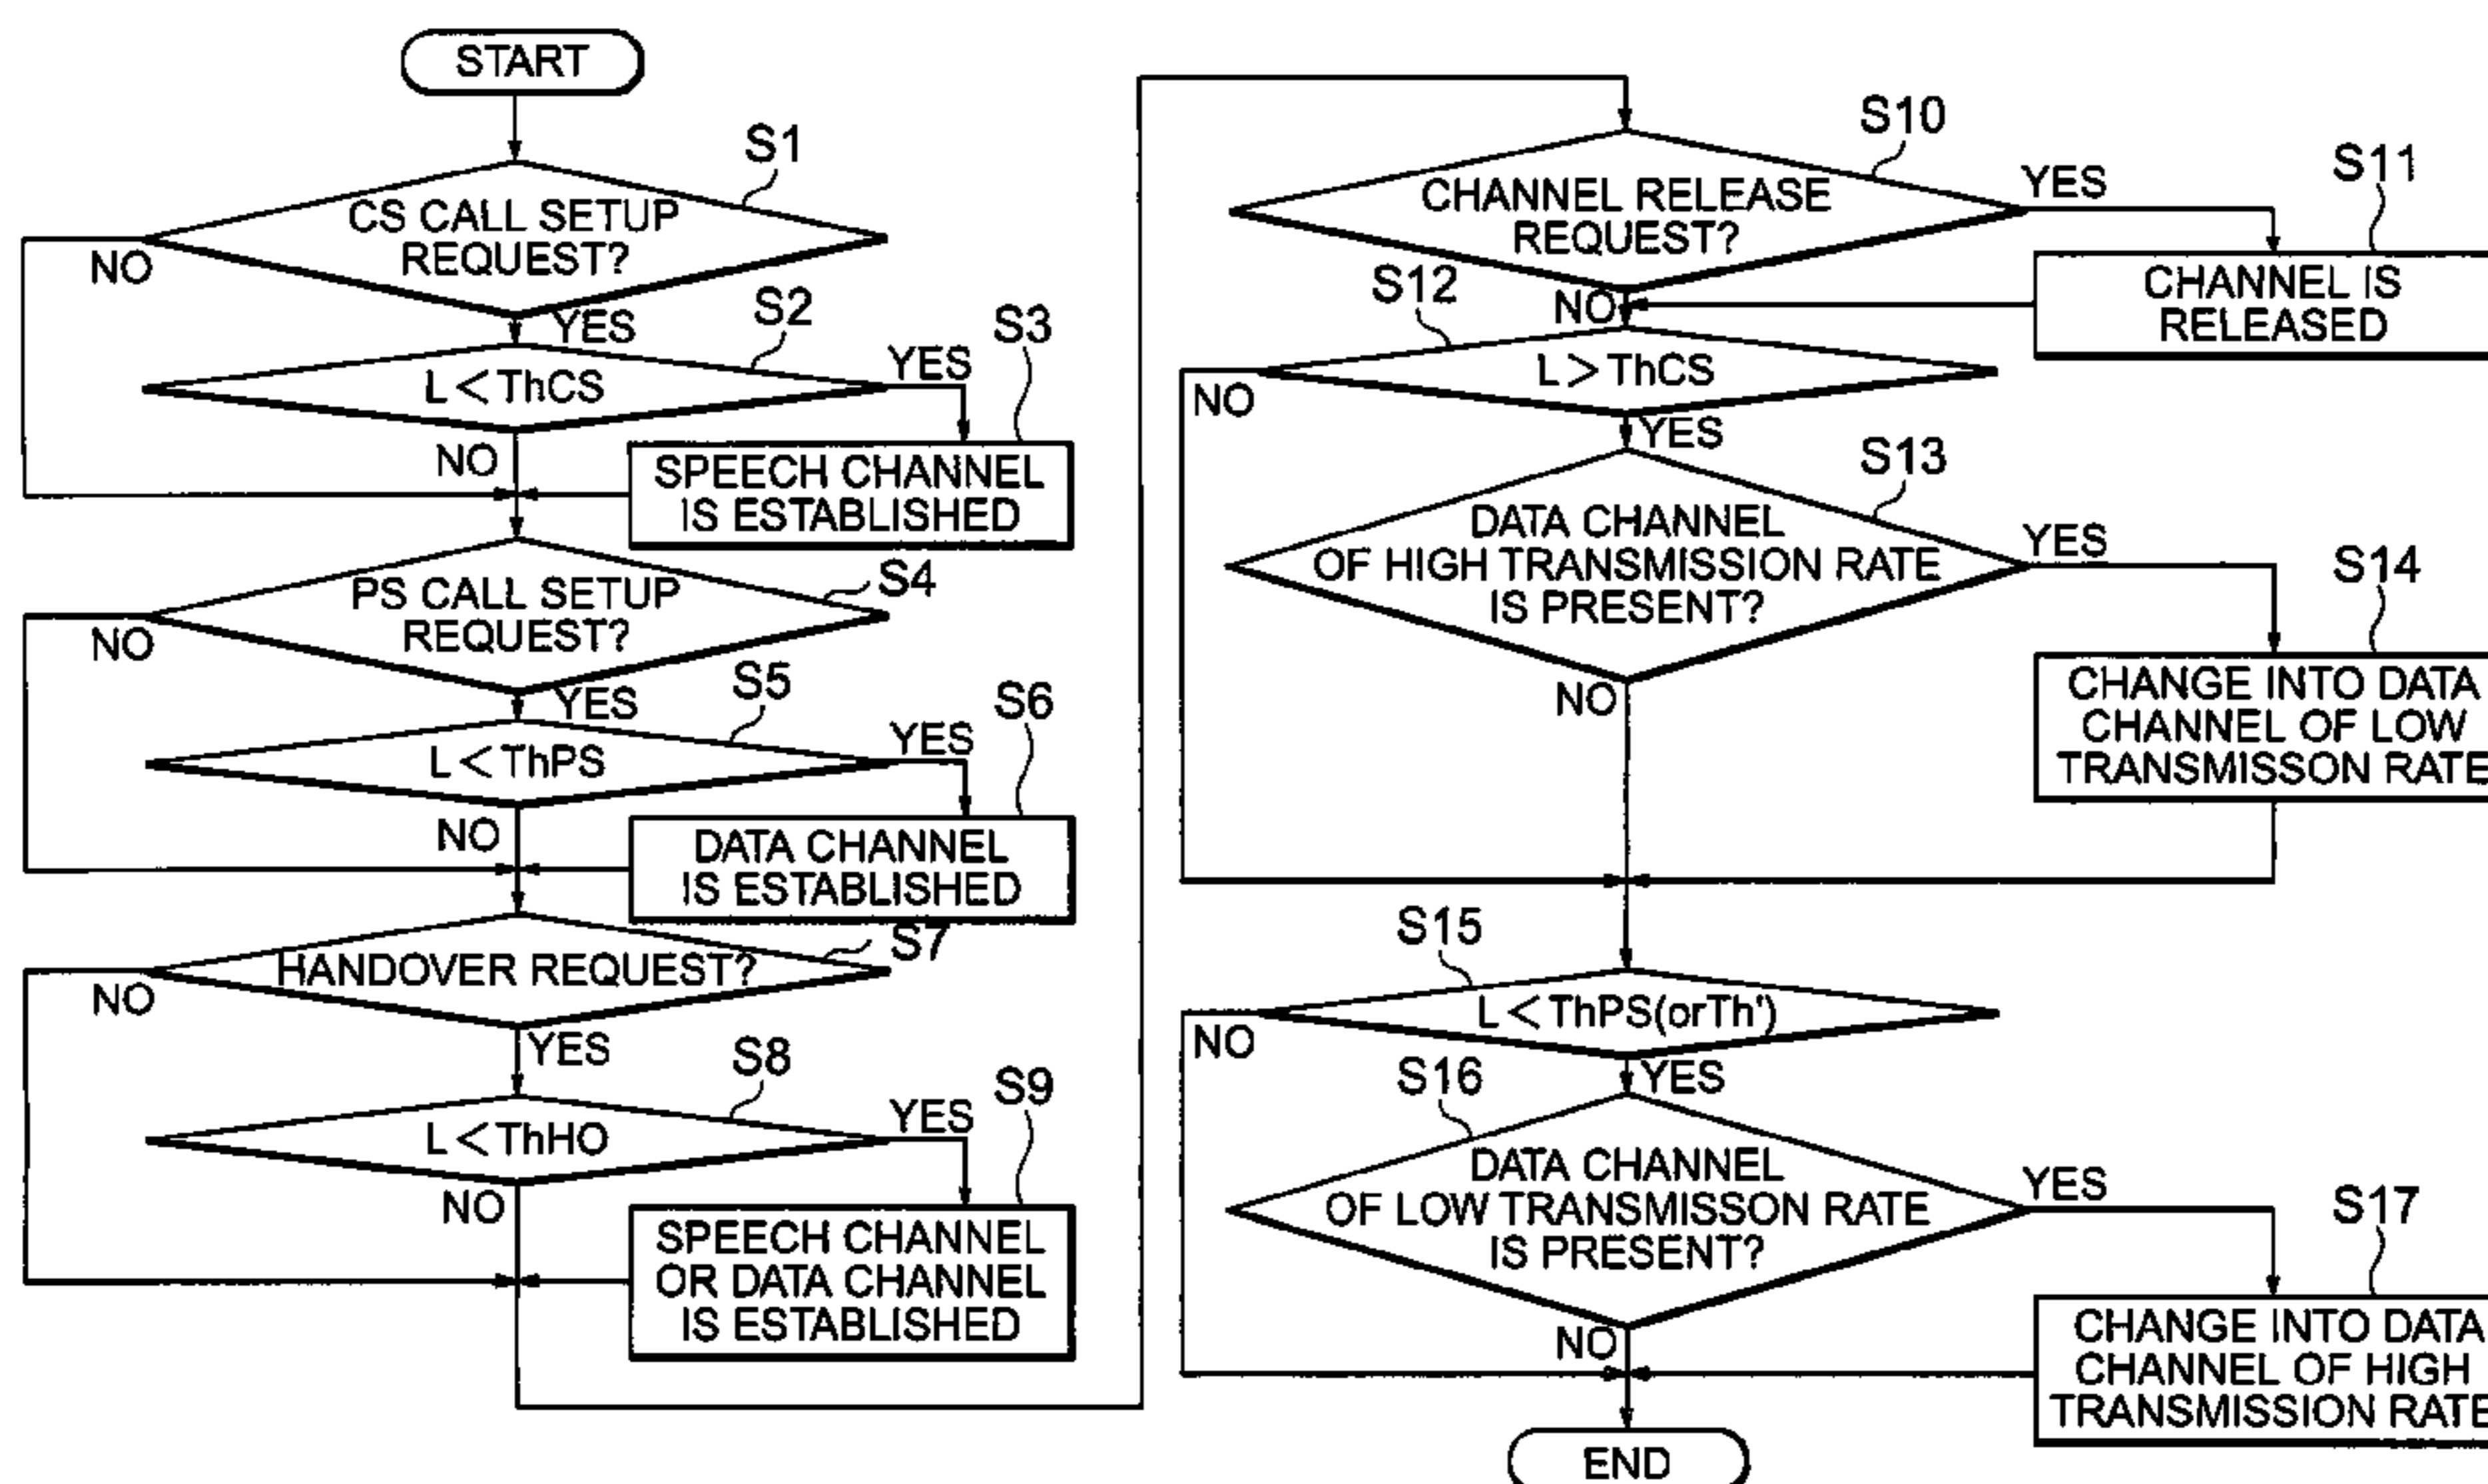 START
S1
CS CALL SETUP
REQUEST?
NO
YES
S2
L<ThCS
YES
S3
NO
SPEECH CHANNEL
IS ESTABLISHED
PS CALL SETUP
REQUEST?
S4
NO
YES
S5
L<ThPS
YES
S6
NO
DATA CHANNEL
IS ESTABLISHED
S7
HANDOVER REQUEST?
NO
YES
S8
L<ThHO
YES
S9
NO
SPEECH CHANNEL
OR DATA CHANNEL
IS ESTABLISHED
S10
CHANNEL RELEASE
REQUEST?
YES
S11
CHANNEL IS
RELEASED
NO
S12
L>ThCS
NO
YES
S13
DATA CHANNEL
OF HIGH TRANSMISSION RATE
IS PRESENT?
YES
S14
CHANGE INTO DATA
CHANNEL OF LOW
TRANSMISSON RATE
NO
S15
L<ThPS(orTh')
NO
YES
S16
DATA CHANNEL
OF LOW TRANSMISSON RATE
IS PRESENT?
YES
S17
CHANGE INTO DATA
CHANNEL OF HIGH
TRANSMISSION RATE
NO
END